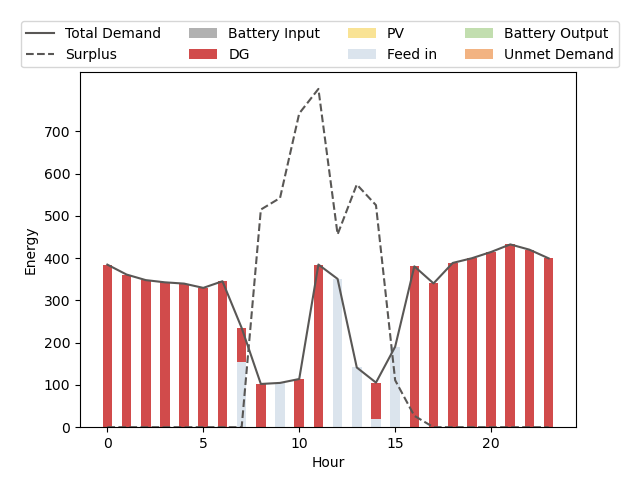 Total Demand Battery Input PV Battery Output
Surplus DG Feed in Unmet Demand
700
600
500
400
300
200
100
0
Energy
0 5 10 15 20
Hour